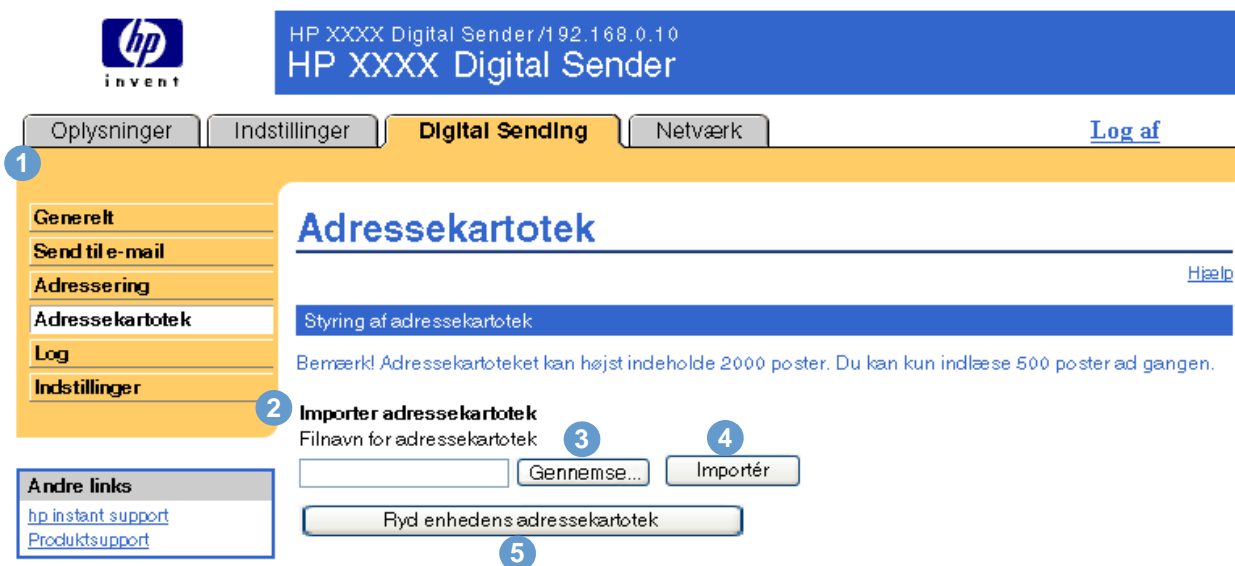 hp
invent
HP XXXX Digital Sender/192.168.0.10
HP XXXX Digital Sender
Oplysninger
Indstillinger
Digital Sending
Netværk
Log af
1
Generelt
Send til e-mail
Adressering
Adressekartotek
Log
Indstillinger
Andre links
hp instant support
Produktsupport
Adressekartotek
Hjælp
Styring af adressekartotek
Bemærk! Adressekartoteket kan højst indeholde 2000 poster. Du kan kun indlæse 500 poster ad gangen.
2
Importer adressekartotek
Filnavn for adressekartotek
3
4
Gennemse...
Importér
Ryd enhedens adressekartotek
5